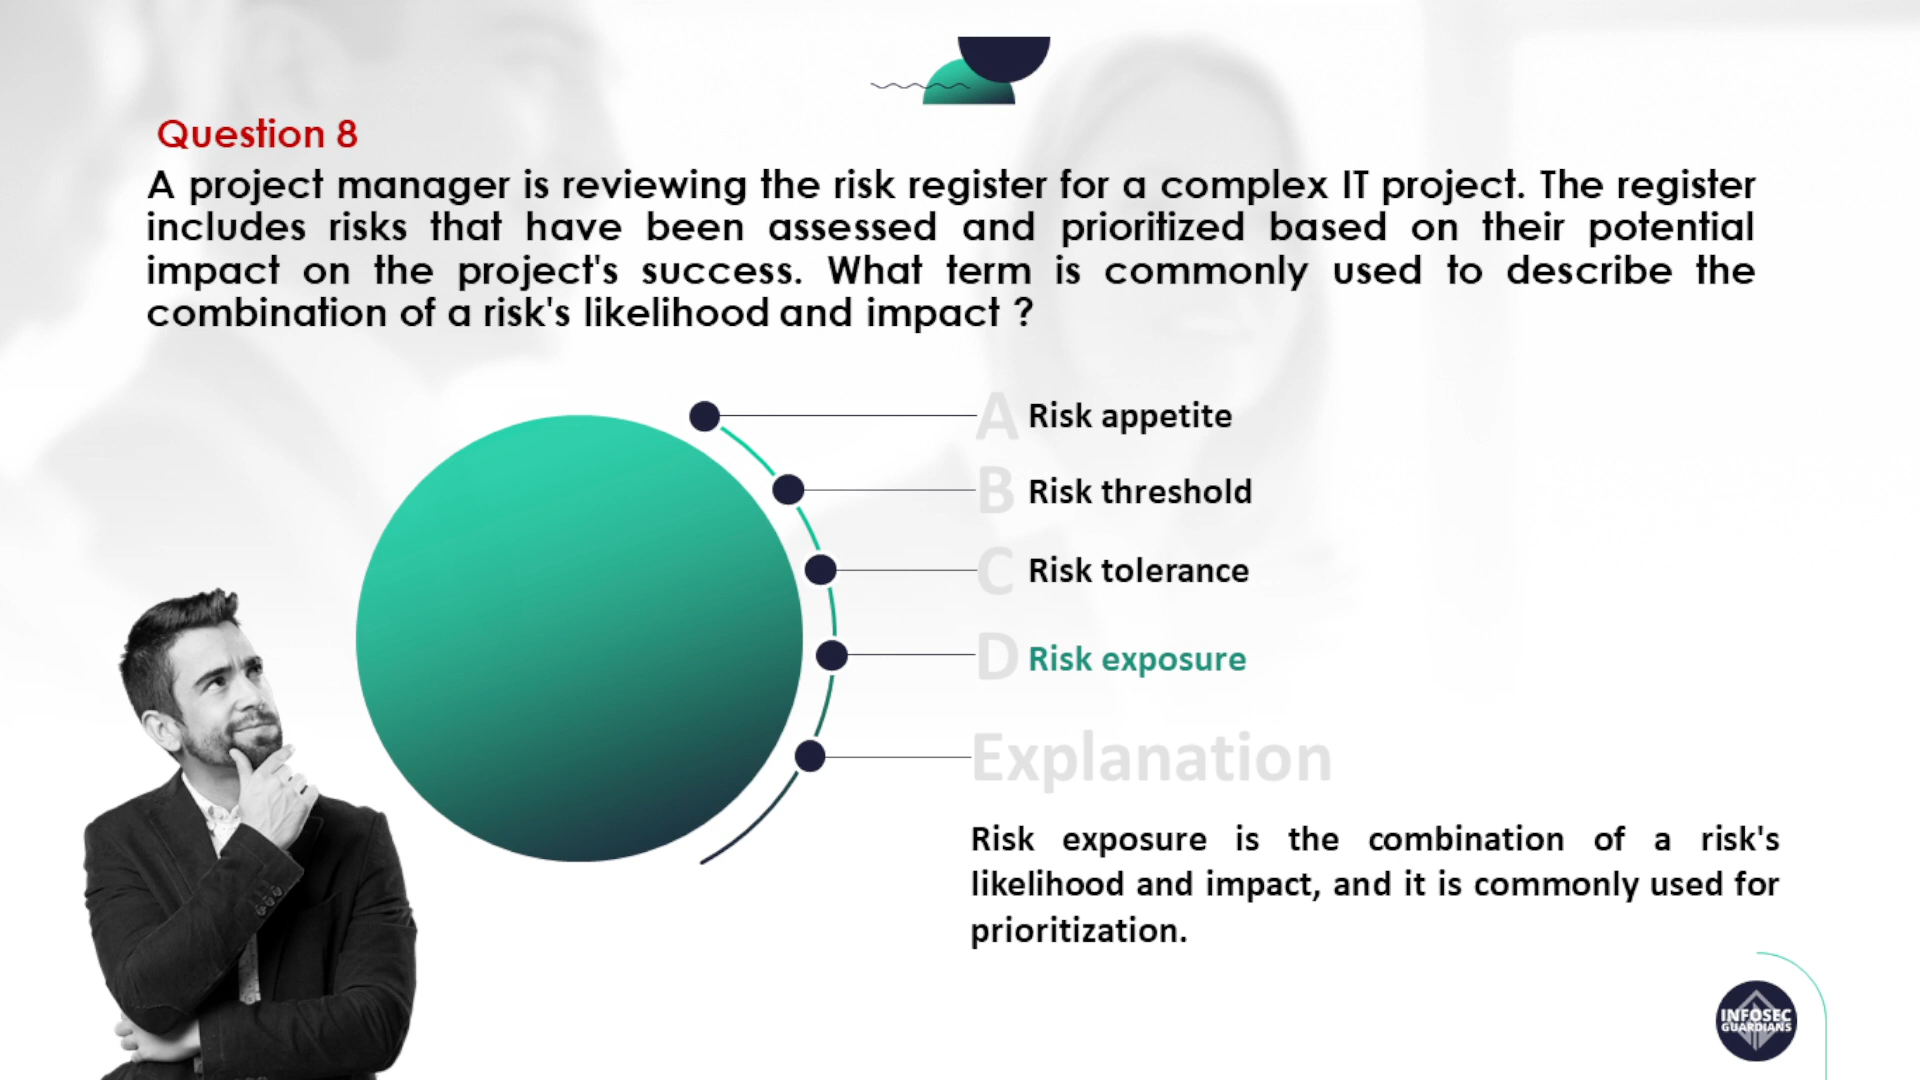 Question 8
A project manager is reviewing the risk register for a complex IT project. The register
includes risks that have been assessed and prioritized based on their potential
impact on the project's success. What term is commonly used to describe the
combination of a risk's likelihood and impact ?
A Risk appetite
B Risk threshold
C Risk tolerance
D Risk exposure
Explanation
Risk exposure is the combination of a risk's
likelihood and impact, and it is commonly used for
prioritization.
INFOSEC
GUARDIANS